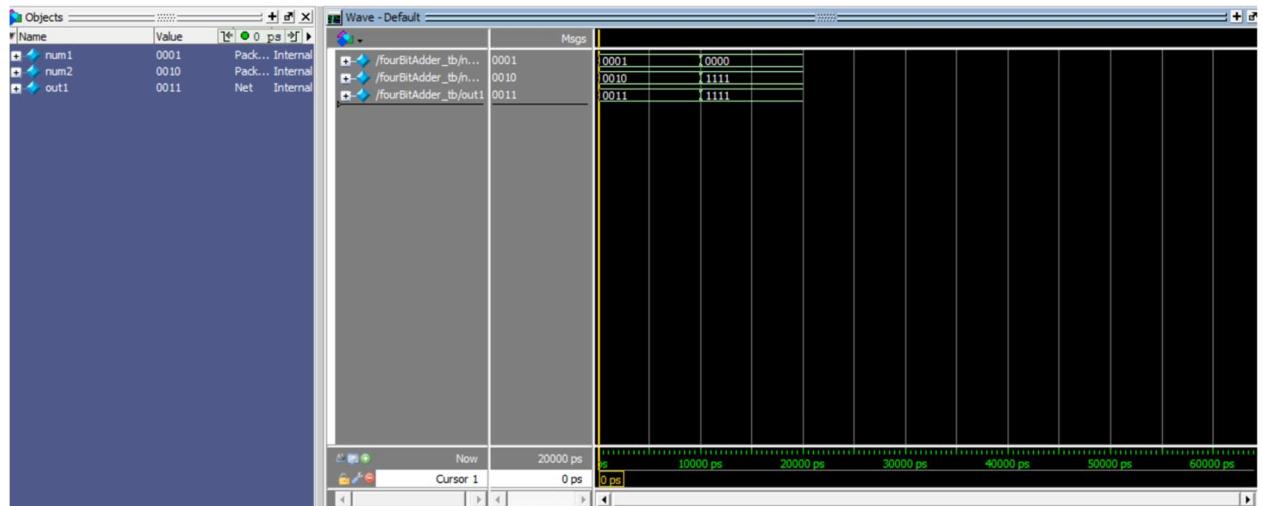 Objects
Name Value 0 ps
num1 0001 Pack... Internal
num2 0010 Pack... Internal
out1 0011 Net Internal
Wave - Default
Msgs
/fourBitAdder_tb/n... 0001 0001 0000
/fourBitAdder_tb/n... 0010 0010 1111
/fourBitAdder_tb/out1 0011 0011 1111
Now 20000 ps ps 10000 ps 20000 ps 30000 ps 40000 ps 50000 ps 60000 ps
Cursor 1 0 ps 0 ps